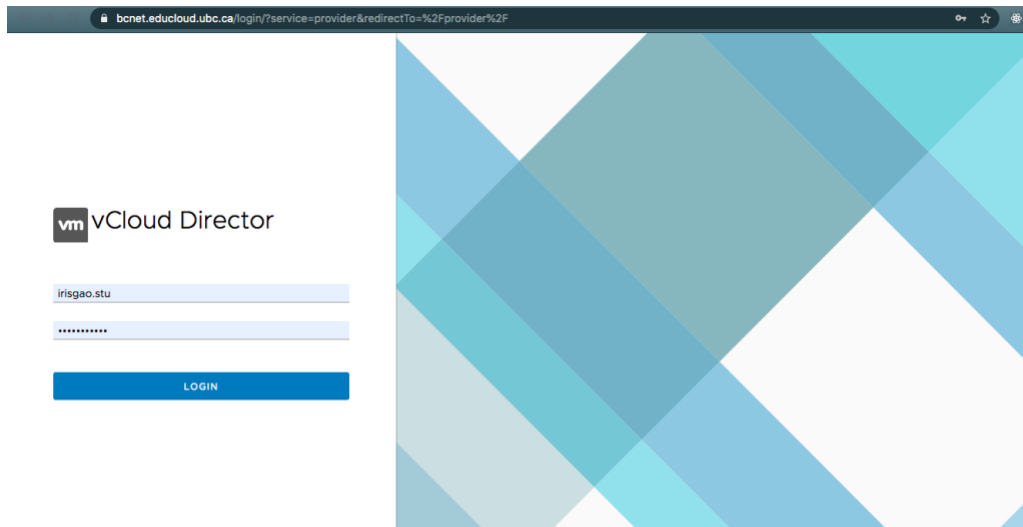 bcnet.educloud.ubc.ca/login/?service=provider&redirectTo=%2Fprovider%2F
vm vCloud Director
irisgao.stu
•••••••••••
LOGIN